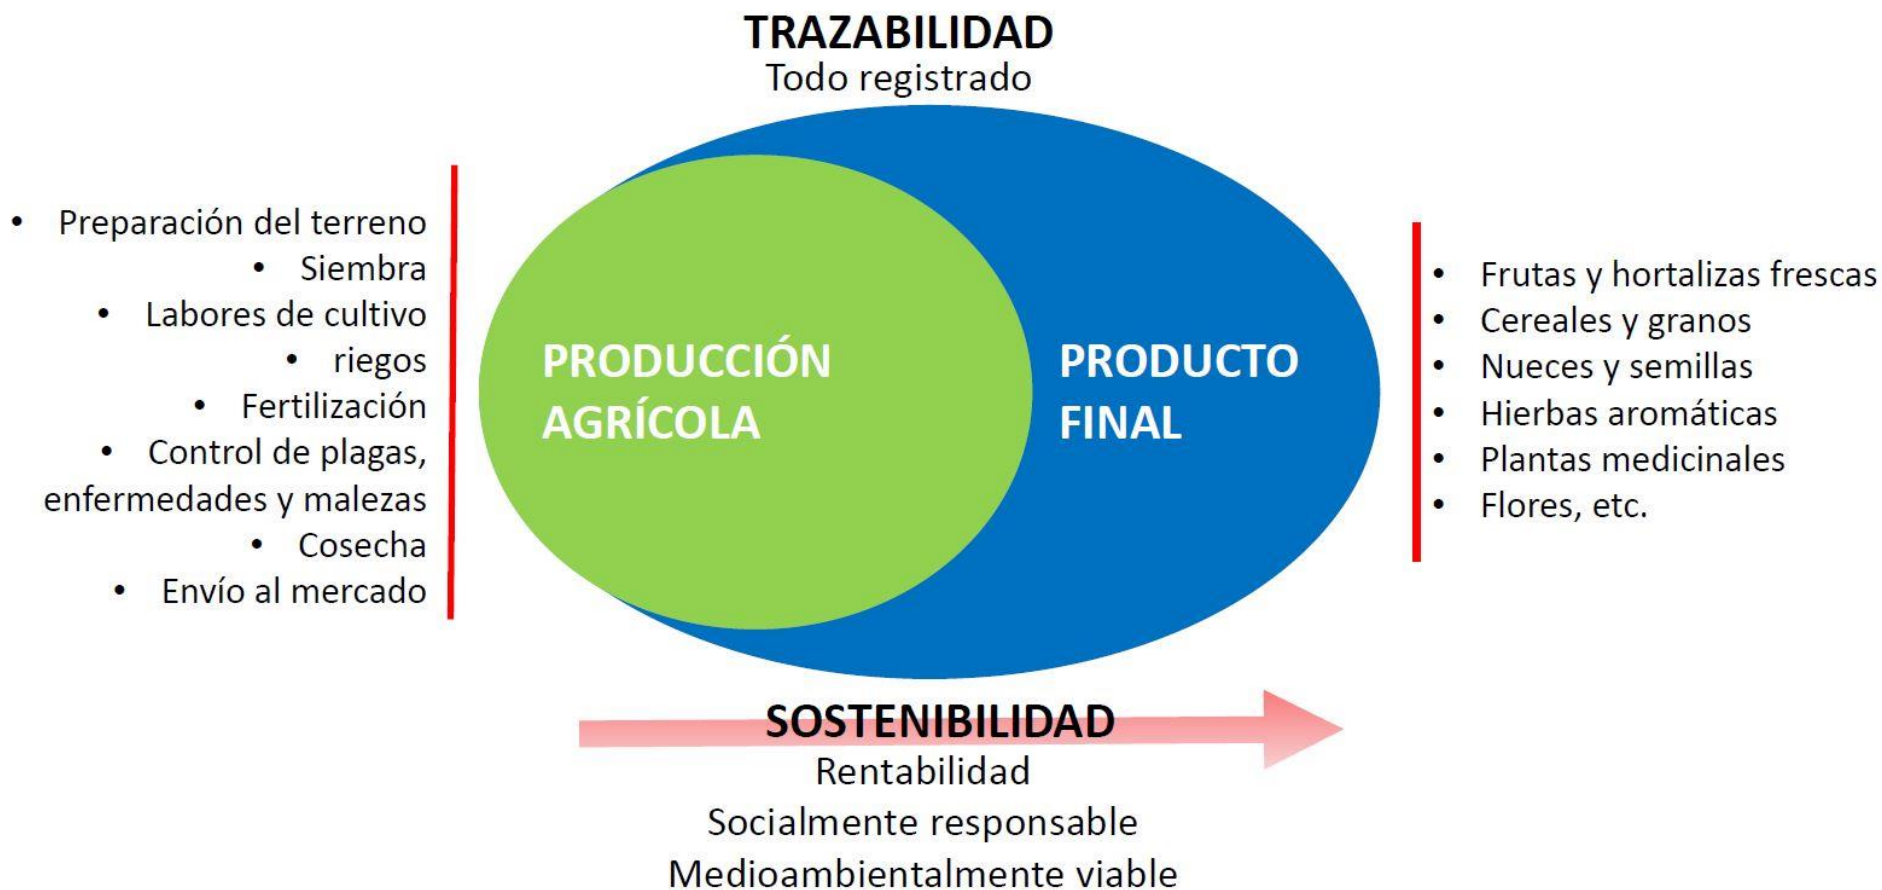 TRAZABILIDAD
Todo registrado
• Preparación del terreno
• Siembra
• Labores de cultivo
• riegos
• Fertilización
• Control de plagas,
enfermedades y malezas
• Cosecha
• Envío al mercado
PRODUCCIÓN
AGRÍCOLA
PRODUCTO
FINAL
• Frutas y hortalizas frescas
• Cereales y granos
• Nueces y semillas
• Hierbas aromáticas
• Plantas medicinales
• Flores, etc.
SOSTENIBILIDAD
Rentabilidad
Socialmente responsable
Medioambientalmente viable